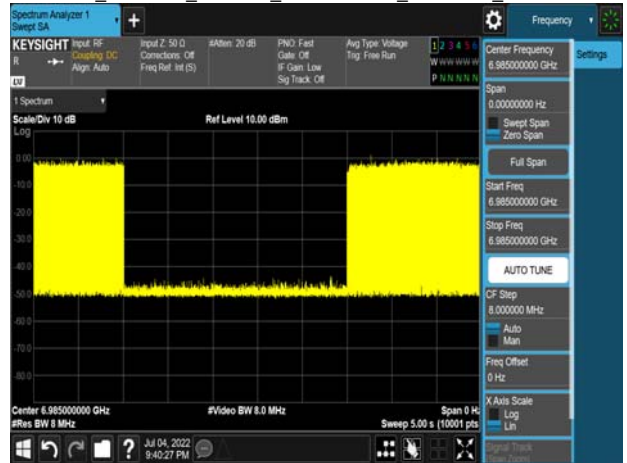 Spectrum Analyzer 1
Swept SA
Frequency
KEYSIGHT
Input: RF
Coupling: DC
Align: Auto
Input Z: 50 Ω
Corrections: Off
Freq Ref: Int (S)
#Atten: 20 dB
PNO: Fast
Gate: Off
IF Gain: Low
Sig Track: Off
Avg Type: Voltage
Trig: Free Run
1 2 3 4 5 6
W W W W W W
P N N N N N
R
LXI
1 Spectrum
Scale/Div 10 dB
Ref Level 10.00 dBm
Log
0.00
-10.0
-20.0
-30.0
-40.0
-50.0
-60.0
-70.0
-80.0
Center 6.985000000 GHz
#Video BW 8.0 MHz
Span 0 Hz
#Res BW 8 MHz
Sweep 5.00 s (10001 pts
Center Frequency
6.985000000 GHz
Settings
Span
0.00000000 Hz
Swept Span
Zero Span
Full Span
Start Freq
6.985000000 GHz
Stop Freq
6.985000000 GHz
AUTO TUNE
CF Step
8.000000 MHz
Auto
Man
Freq Offset
0 Hz
X Axis Scale
Log
Lin
Signal Track
(Span Zoom)
?
Jul 04, 2022
9:40:27 PM